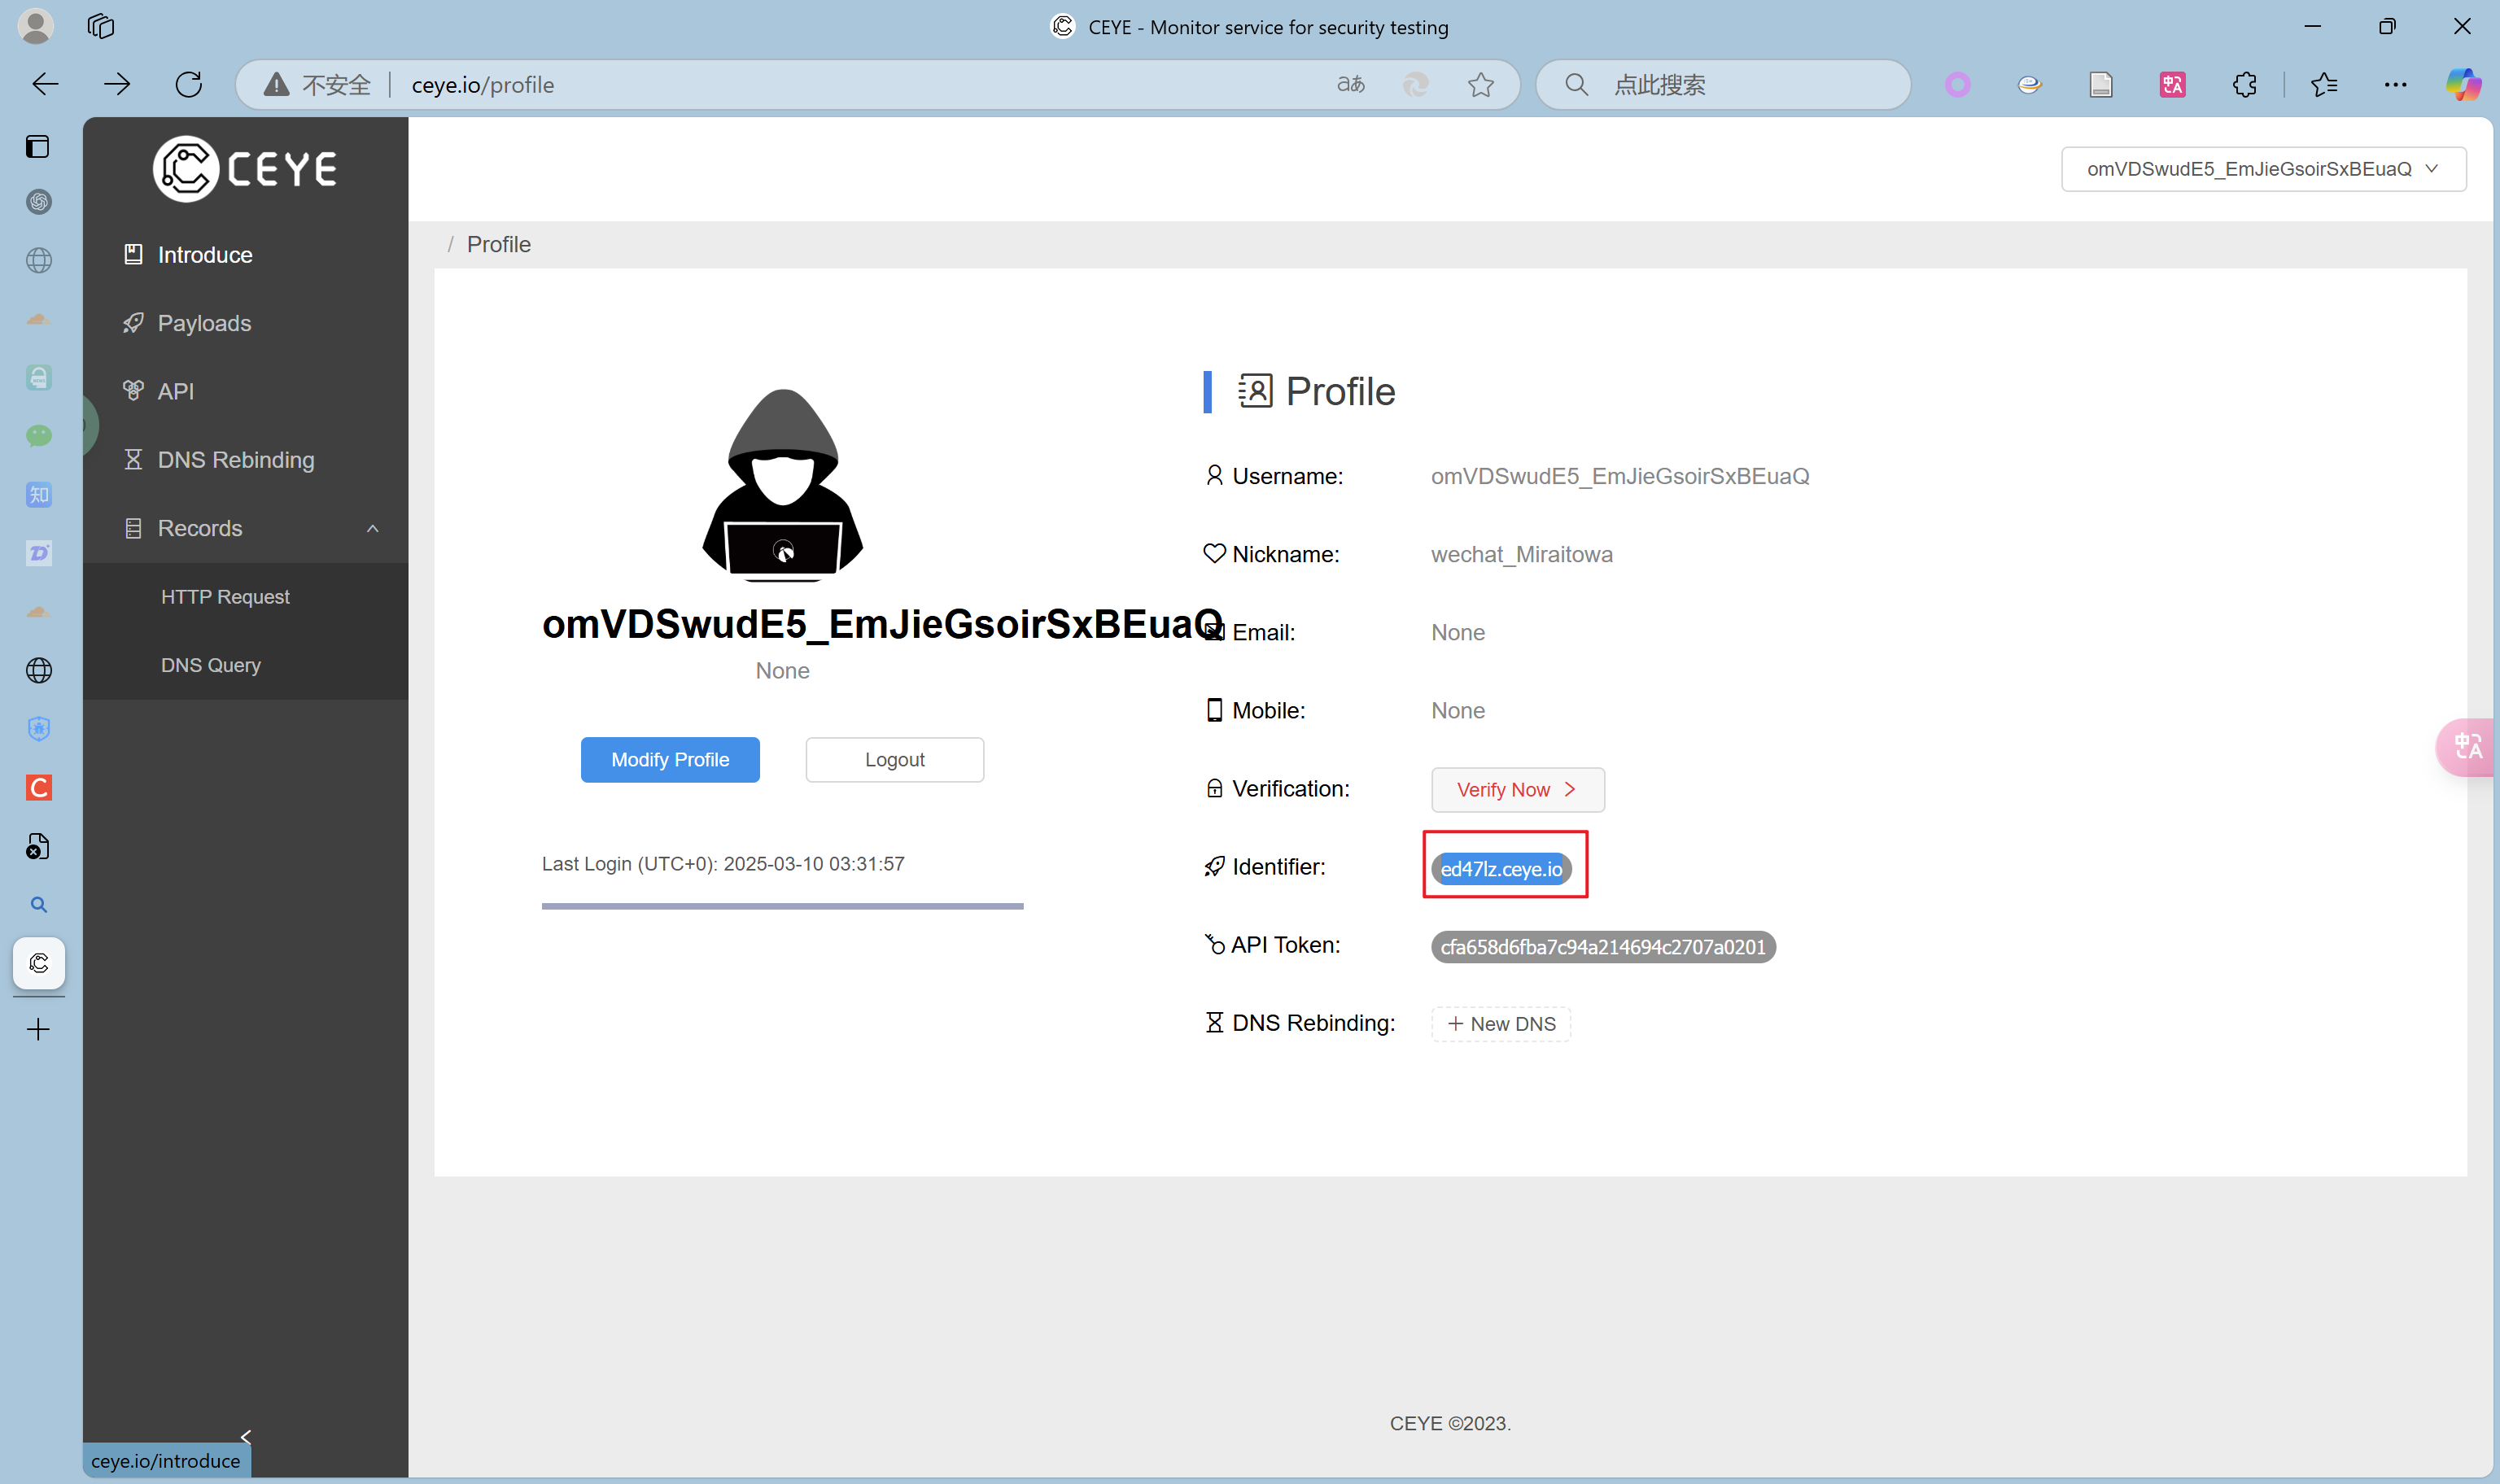 CEYE - Monitor service for security testing
不安全 ceye.io/profile
点此搜索
CEYE
omVDSwudE5_EmJieGsoirSxBEuaQ
Introduce
Payloads
API
DNS Rebinding
Records
HTTP Request
DNS Query
/ Profile
omVDSwudE5_EmJieGsoirSxBEuaQ
None
Modify Profile
Logout
Last Login (UTC+0): 2025-03-10 03:31:57
Profile
Username: omVDSwudE5_EmJieGsoirSxBEuaQ
Nickname: wechat_Miraitowa
Email: None
Mobile: None
Verification: Verify Now
Identifier: ed47lz.ceye.io
API Token: cfa658d6fba7c94a214694c2707a0201
DNS Rebinding: + New DNS
CEYE ©2023.
ceye.io/introduce